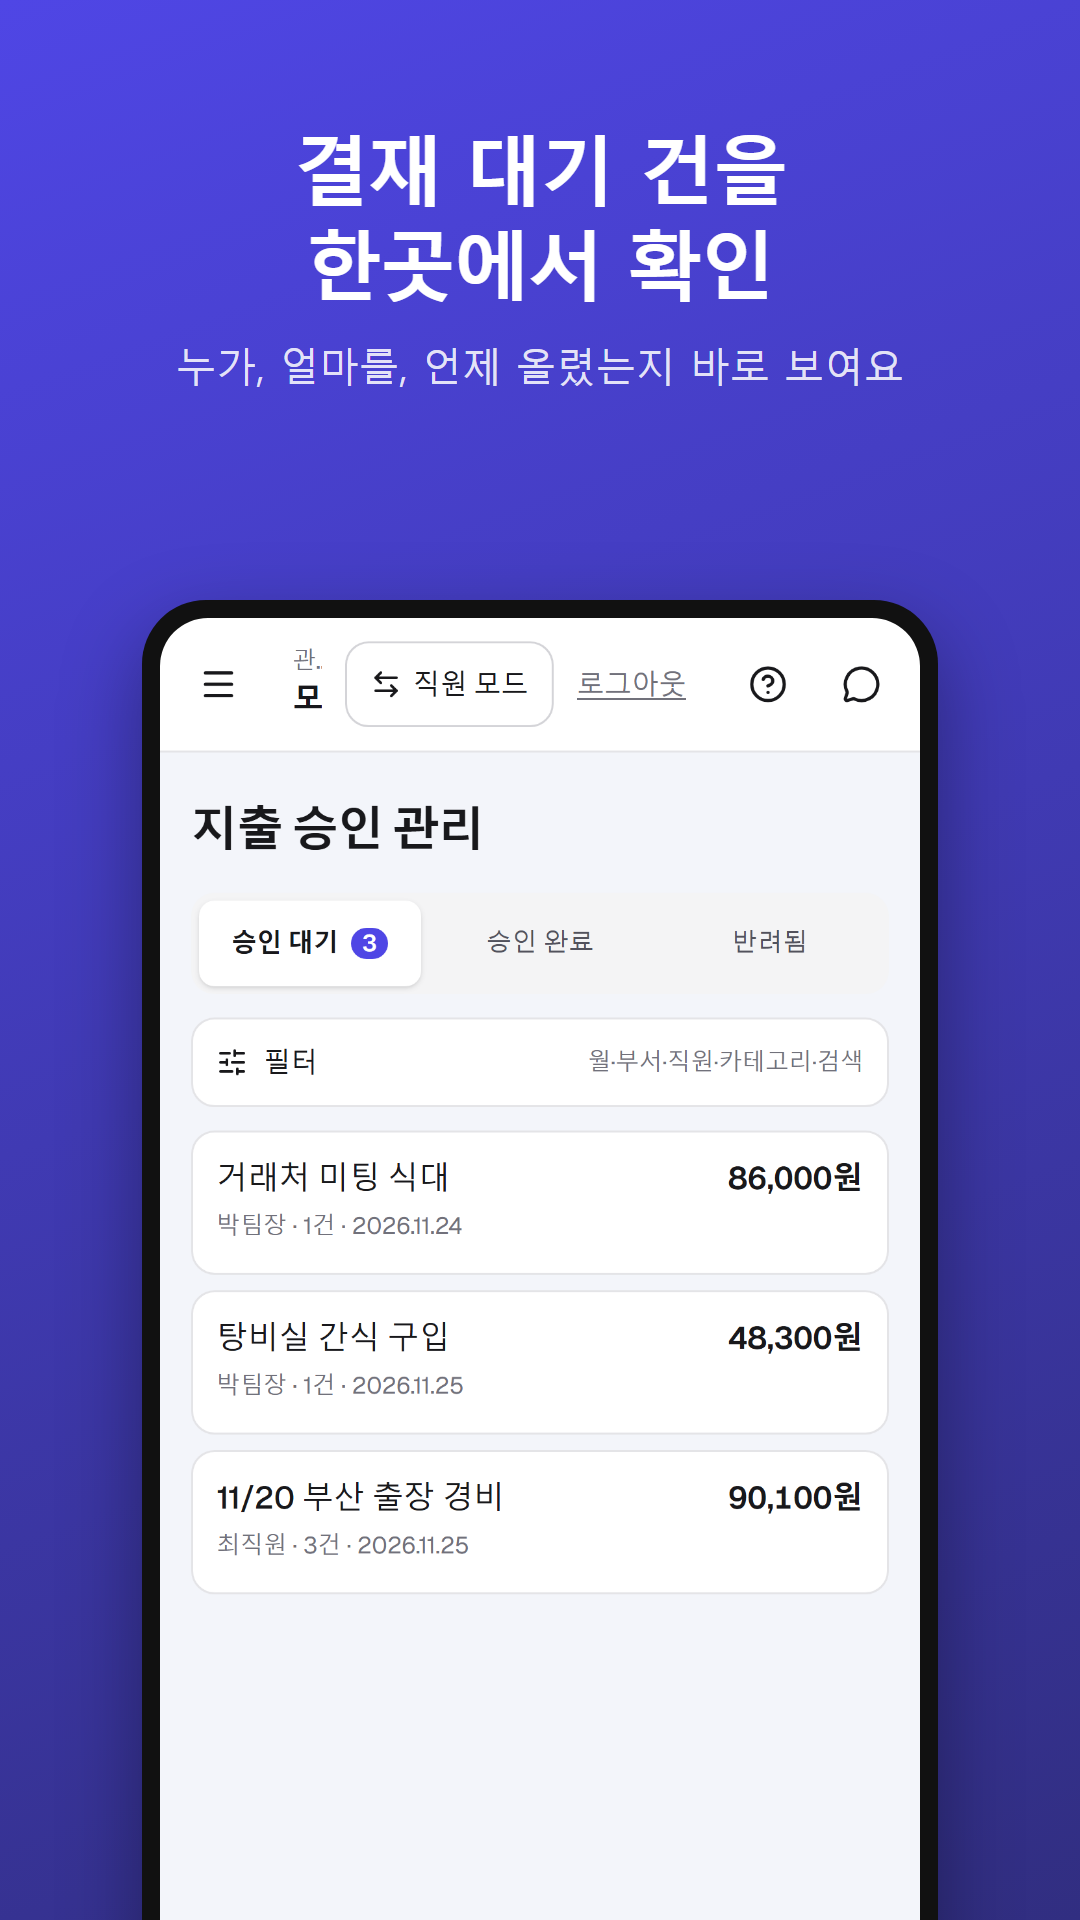 결재 대기 건을
한곳에서 확인
누가, 얼마를, 언제 올렸는지 바로 보여요
관..
모
직원 모드
로그아웃
지출 승인 관리
승인 대기 3
승인 완료
반려됨
필터
월·부서·직원·카테고리·검색
거래처 미팅 식대
86,000원
박팀장 · 1건 · 2026.11.24
탕비실 간식 구입
48,300원
박팀장 · 1건 · 2026.11.25
11/20 부산 출장 경비
90,100원
최직원 · 3건 · 2026.11.25